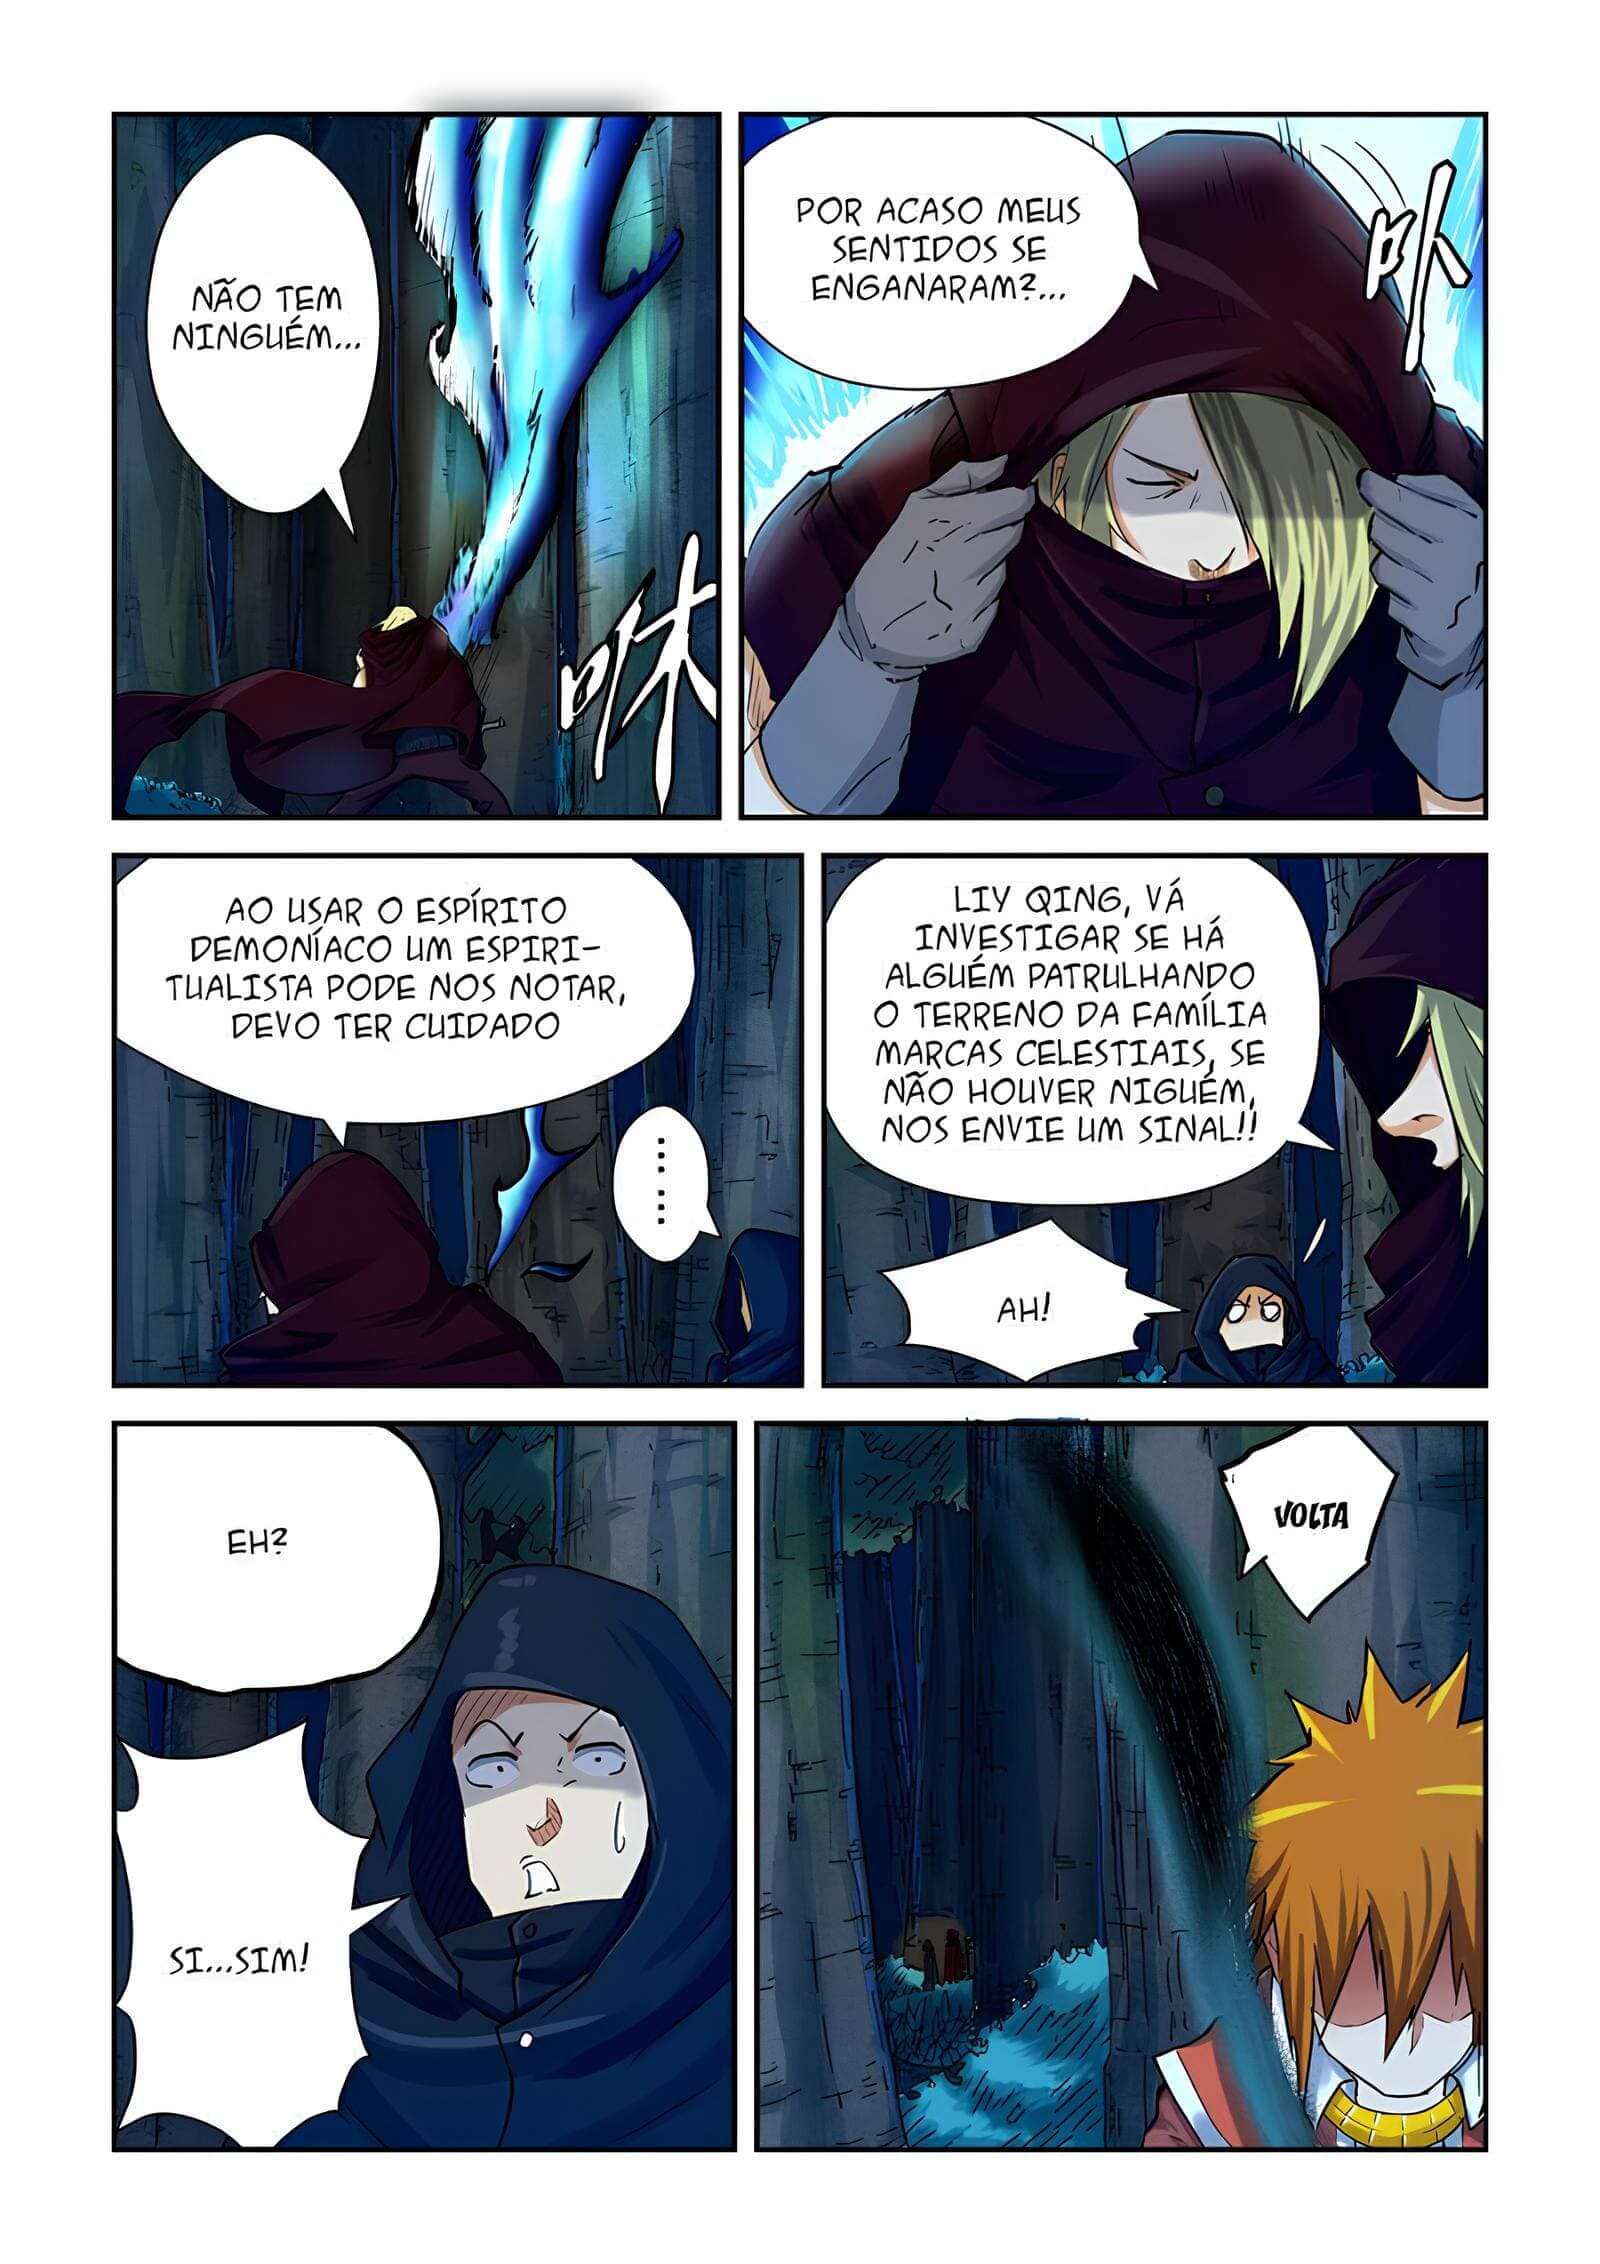 NÃO TEM
NINGUÉM...
咻
POR ACASO MEUS
SENTIDOS SE
ENGANARAM?...
卟
AO USAR O ESPÍRITO
DEMONÍACO UM ESPIRI-
TUALISTA PODE NOS NOTAR,
DEVO TER CUIDADO
......
LIY QING, VÁ
INVESTIGAR SE HÁ
ALGUÉM PATRULHANDO
O TERRENO DA FAMÍLIA
MARCAS CELESTIAIS, SE
NÃO HOUVER NIGUÉM,
NOS ENVIE UM SINAL!!
AH!
EH?
SI...SIM!
VOLTA